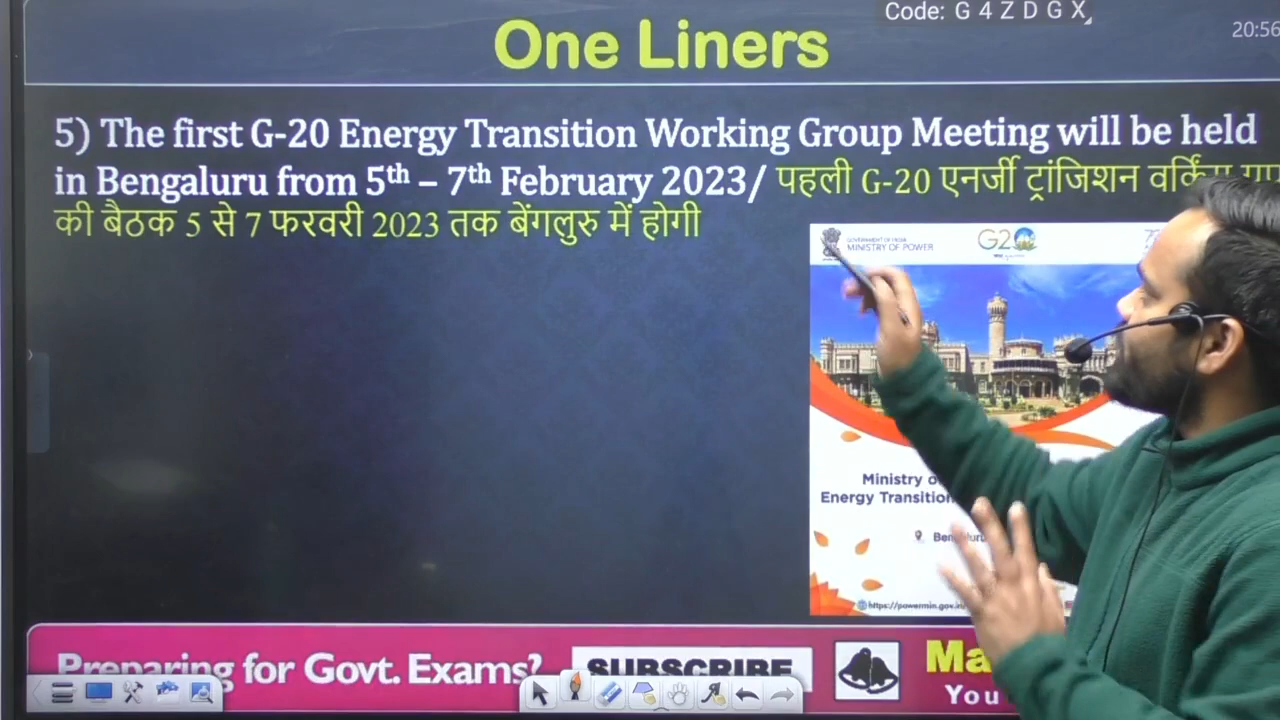 Code: G 4 Z D G X
20:56
One Liners
5) The first G-20 Energy Transition Working Group Meeting will be held
in Bengaluru from 5th – 7th February 2023/ पहली G-20 एनर्जी ट्रांजिशन वर्किंग
की बैठक 5 से 7 फरवरी 2023 तक बेंगलुरु में होगी
GOVERNMENT OF INDIA
MINISTRY OF POWER
G20
Ministry
Energy Transition
Bengaluru
https://powermin.gov.in
Preparing for Govt. Exams?
SUBSCRIBE